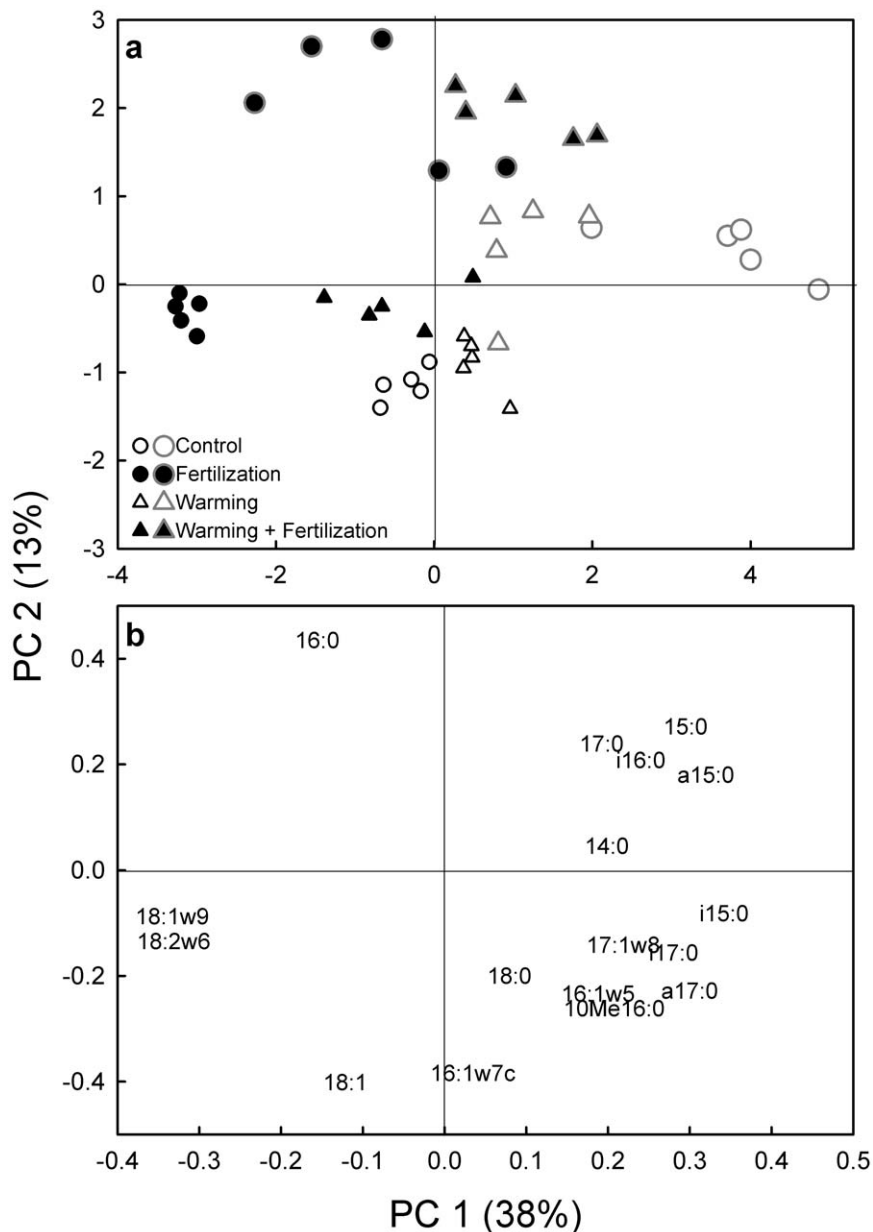 a
3
2
1
0
-1
-2
-3
Control
Fertilization
Warming
Warming + Fertilization
-4
-2
0
2
4
PC 2 (13%)
b
0.4
0.2
0.0
-0.2
-0.4
16:0
15:0
17:0
i16:0
a15:0
14:0
18:1w9
i15:0
18:2w6
17:1w8
i17:0
18:0
16:1w5
a17:0
10Me16:0
18:1
16:1w7c
-0.4
-0.3
-0.2
-0.1
0.0
0.1
0.2
0.3
0.4
0.5
PC 1 (38%)